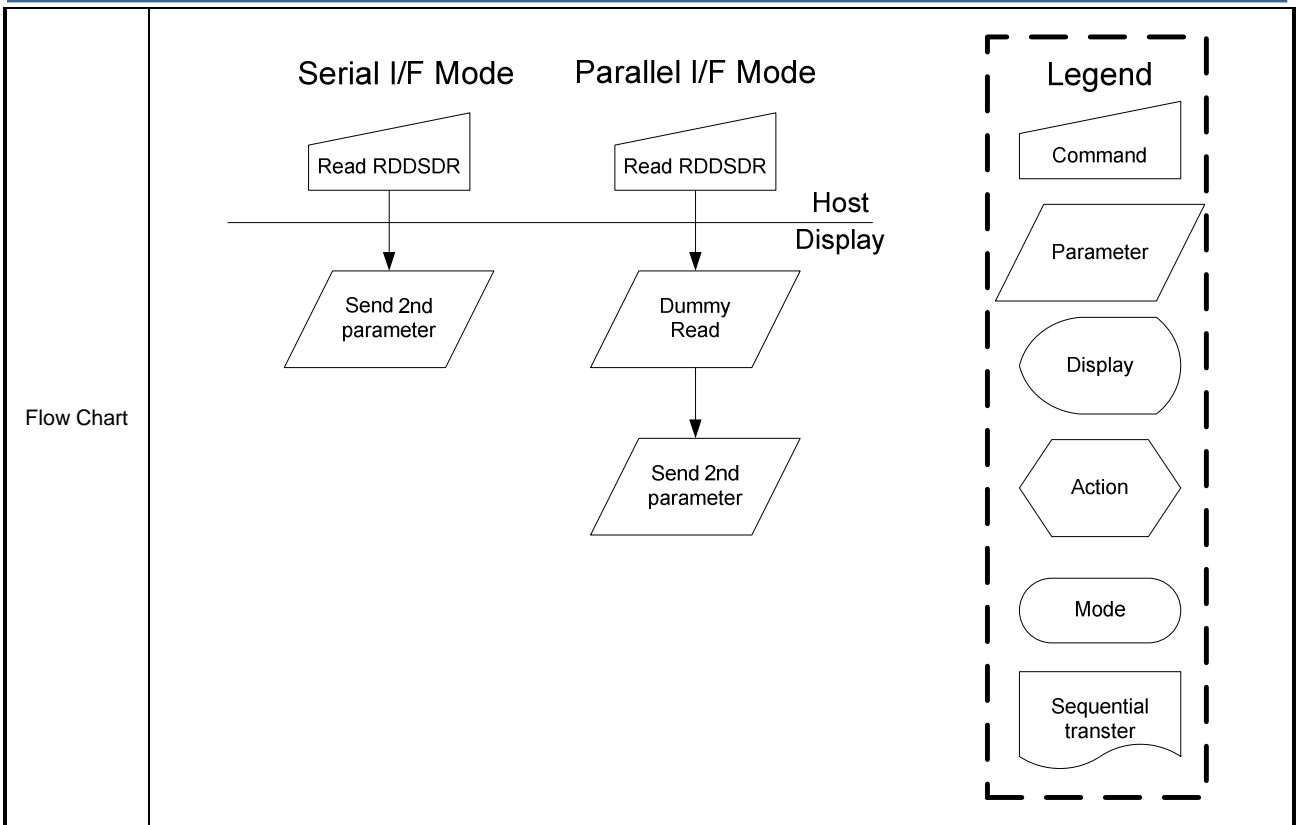 Flow Chart
Serial I/F Mode
Parallel I/F Mode
Read RDDSDR
Read RDDSDR
Host
Display
Send 2nd
parameter
Dummy
Read
Send 2nd
parameter
Legend
Command
Parameter
Display
Action
Mode
Sequential
transter